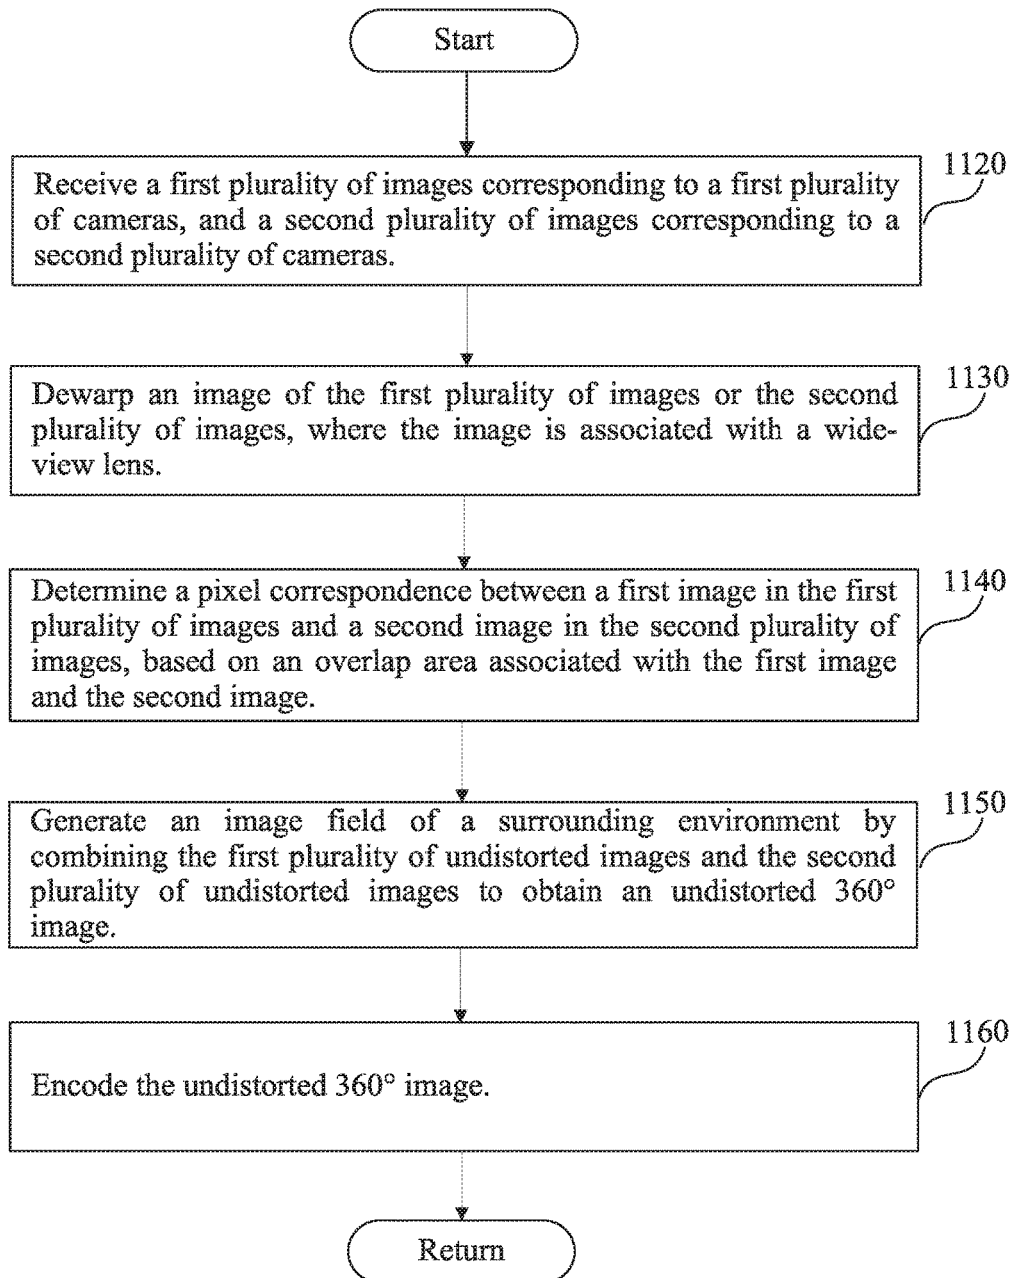 Start
1120
Receive a first plurality of images corresponding to a first plurality
of cameras, and a second plurality of images corresponding to a
second plurality of cameras.
1130
Dewarp an image of the first plurality of images or the second
plurality of images, where the image is associated with a wide-
view lens.
1140
Determine a pixel correspondence between a first image in the first
plurality of images and a second image in the second plurality of
images, based on an overlap area associated with the first image
and the second image.
1150
Generate an image field of a surrounding environment by
combining the first plurality of undistorted images and the second
plurality of undistorted images to obtain an undistorted 360°
image.
1160
Encode the undistorted 360° image.
Return